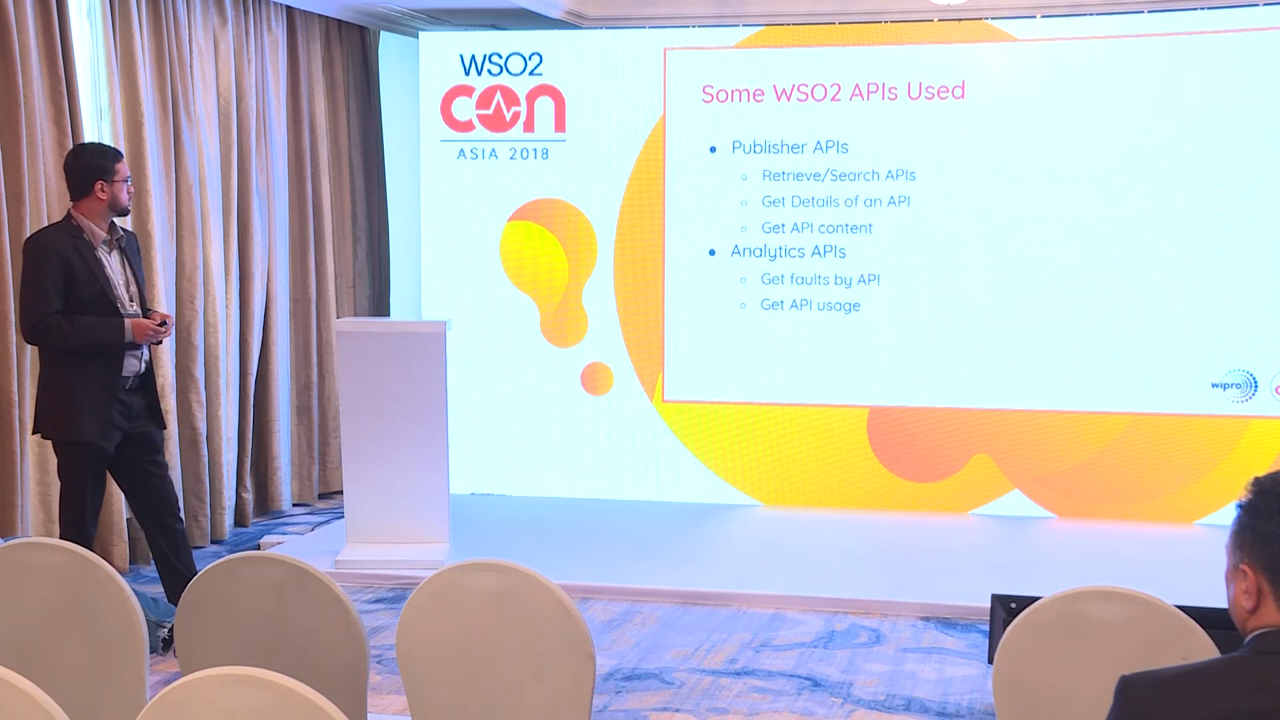 WSO2
con
ASIA 2018
Some WSO2 APIs Used
Publisher APIs
Retrieve/Search APIs
Get Details of an API
Get API content
Analytics APIs
Get faults by API
Get API usage
wipro